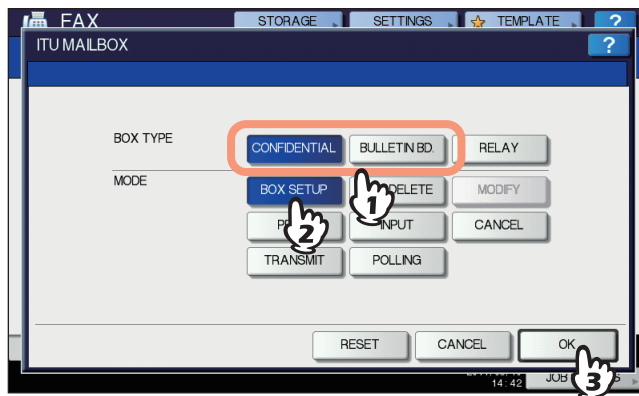 FAX STORAGE SETTINGS TEMPLATE ?
ITU MAILBOX ?
BOX TYPE CONFIDENTIAL BULLETIN BD. RELAY
MODE BOX SETUP DELETE MODIFY
1
2 INPUT CANCEL
TRANSMIT POLLING
RESET CANCEL OK
14:42 JOB 3